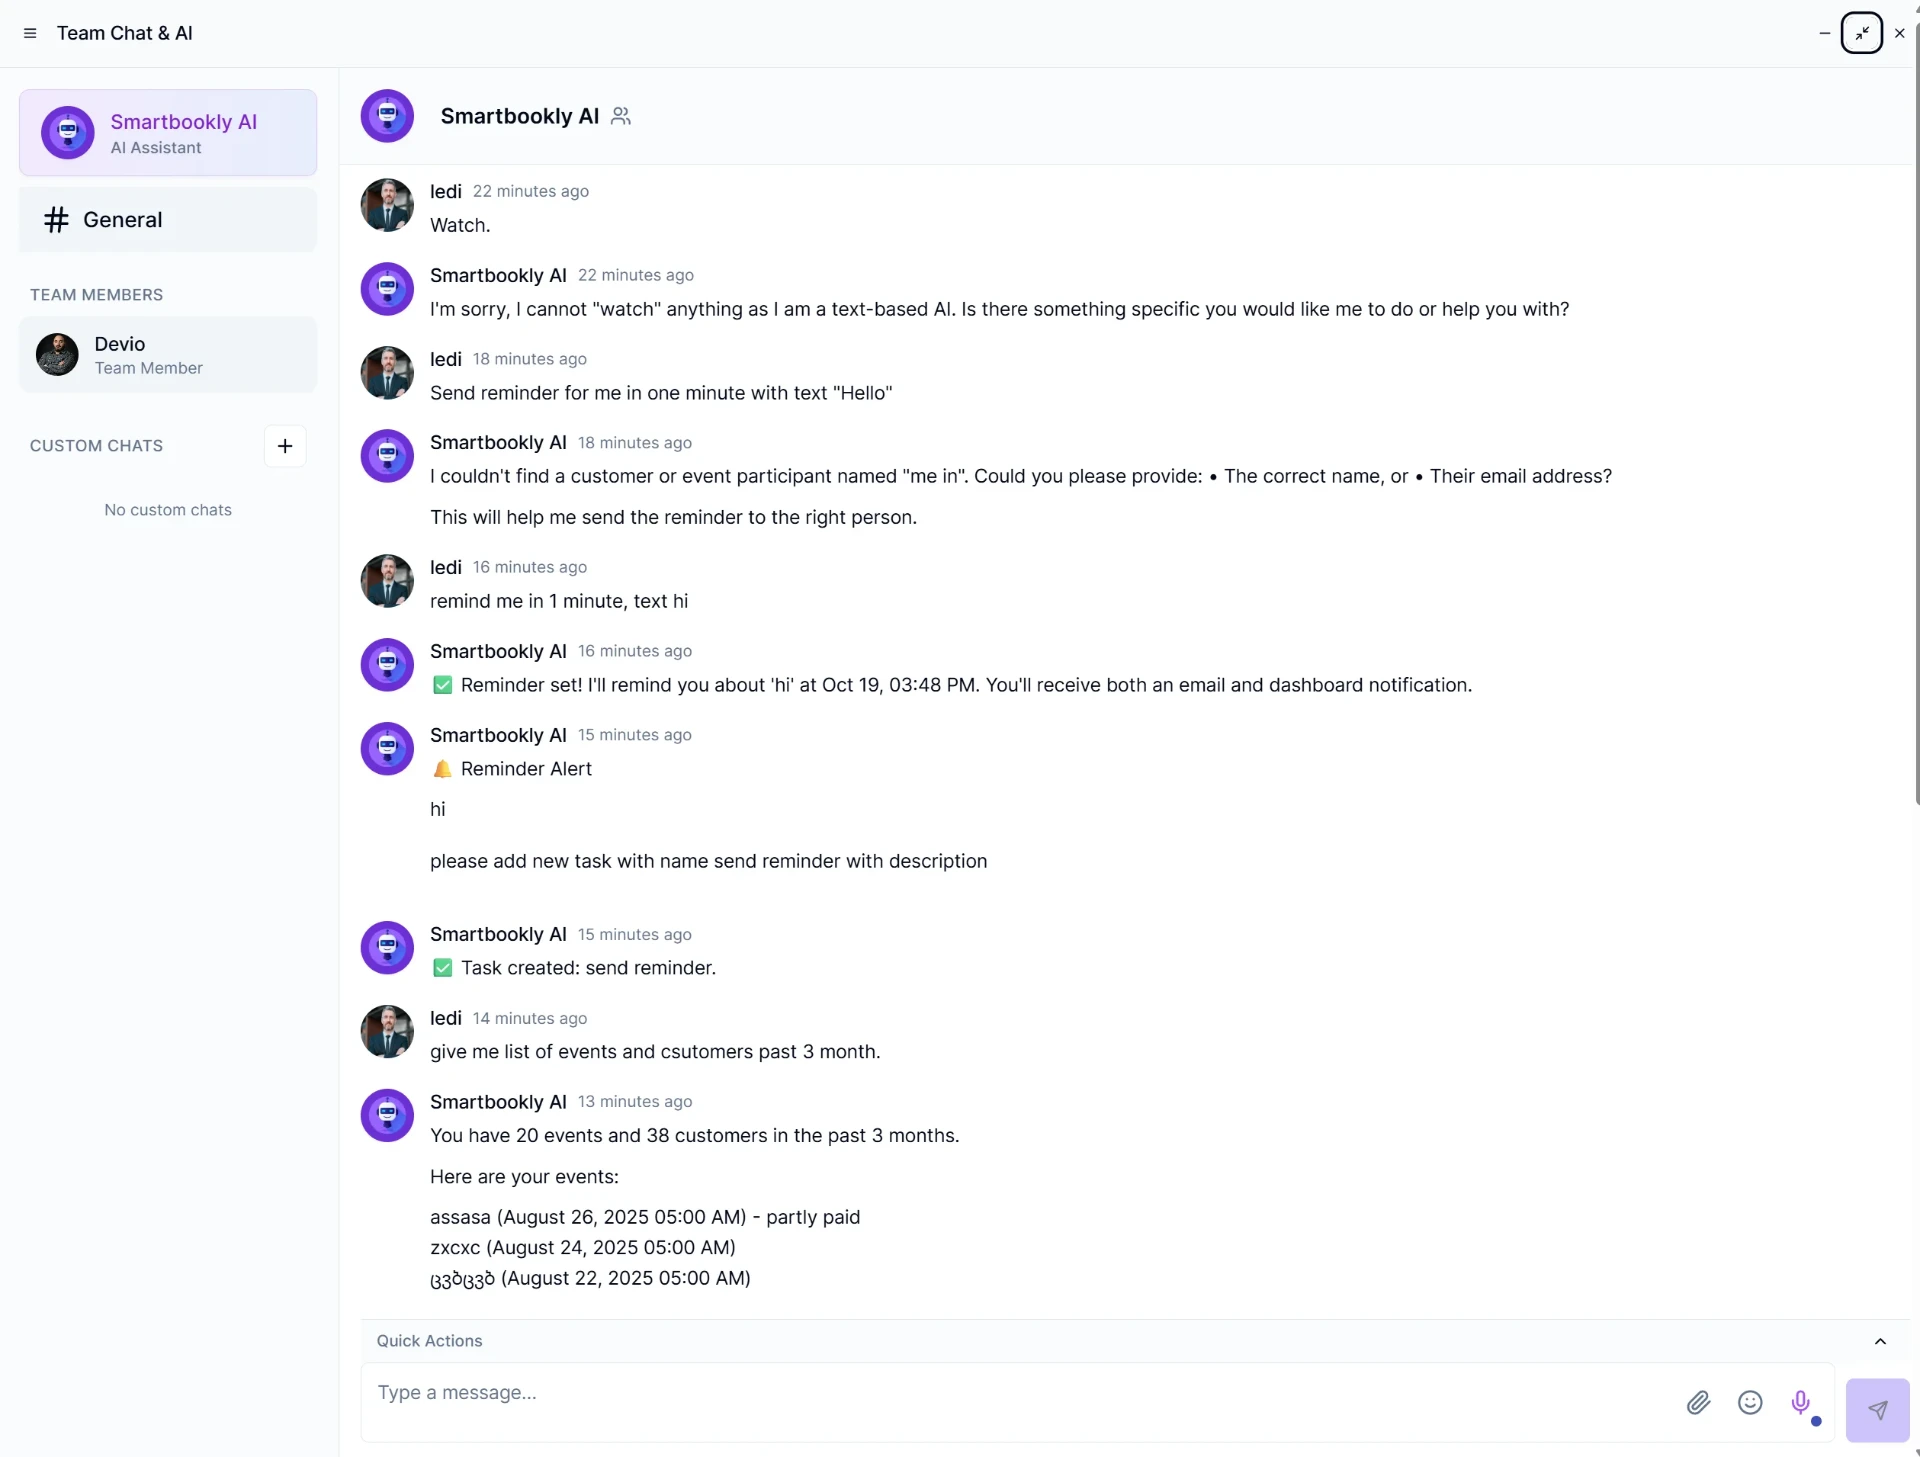 Team Chat & AI
Smartbookly AI
AI Assistant
General
TEAM MEMBERS
Devio
Team Member
CUSTOM CHATS
No custom chats
Smartbookly AI
ledi 22 minutes ago
Watch.
Smartbookly AI 22 minutes ago
I'm sorry, I cannot "watch" anything as I am a text-based AI. Is there something specific you would like me to do or help you with?
ledi 18 minutes ago
Send reminder for me in one minute with text "Hello"
Smartbookly AI 18 minutes ago
I couldn't find a customer or event participant named "me in". Could you please provide: • The correct name, or • Their email address?
This will help me send the reminder to the right person.
ledi 16 minutes ago
remind me in 1 minute, text hi
Smartbookly AI 16 minutes ago
✅ Reminder set! I'll remind you about 'hi' at Oct 19, 03:48 PM. You'll receive both an email and dashboard notification.
Smartbookly AI 15 minutes ago
🔔 Reminder Alert
hi
please add new task with name send reminder with description
Smartbookly AI 15 minutes ago
✅ Task created: send reminder.
ledi 14 minutes ago
give me list of events and csutomers past 3 month.
Smartbookly AI 13 minutes ago
You have 20 events and 38 customers in the past 3 months.
Here are your events:
assasa (August 26, 2025 05:00 AM) - partly paid
zxcxc (August 24, 2025 05:00 AM)
ცვბცვბ (August 22, 2025 05:00 AM)
Quick Actions
Type a message...